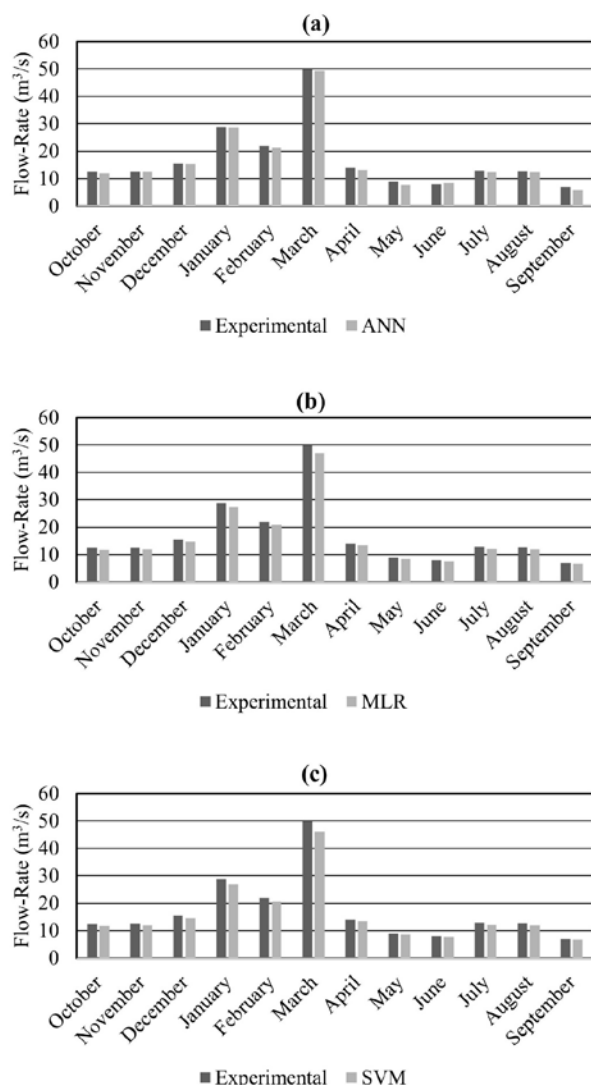 (a)
Flow-Rate (m³/s)
60
50
40
30
20
10
0
October
November
December
January
February
March
April
May
June
July
August
September
Experimental ANN
(b)
Flow-Rate (m³/s)
60
50
40
30
20
10
0
October
November
December
January
February
March
April
May
June
July
August
September
Experimental MLR
(c)
Flow-Rate (m³/s)
60
50
40
30
20
10
0
October
November
December
January
February
March
April
May
June
July
August
September
Experimental SVM